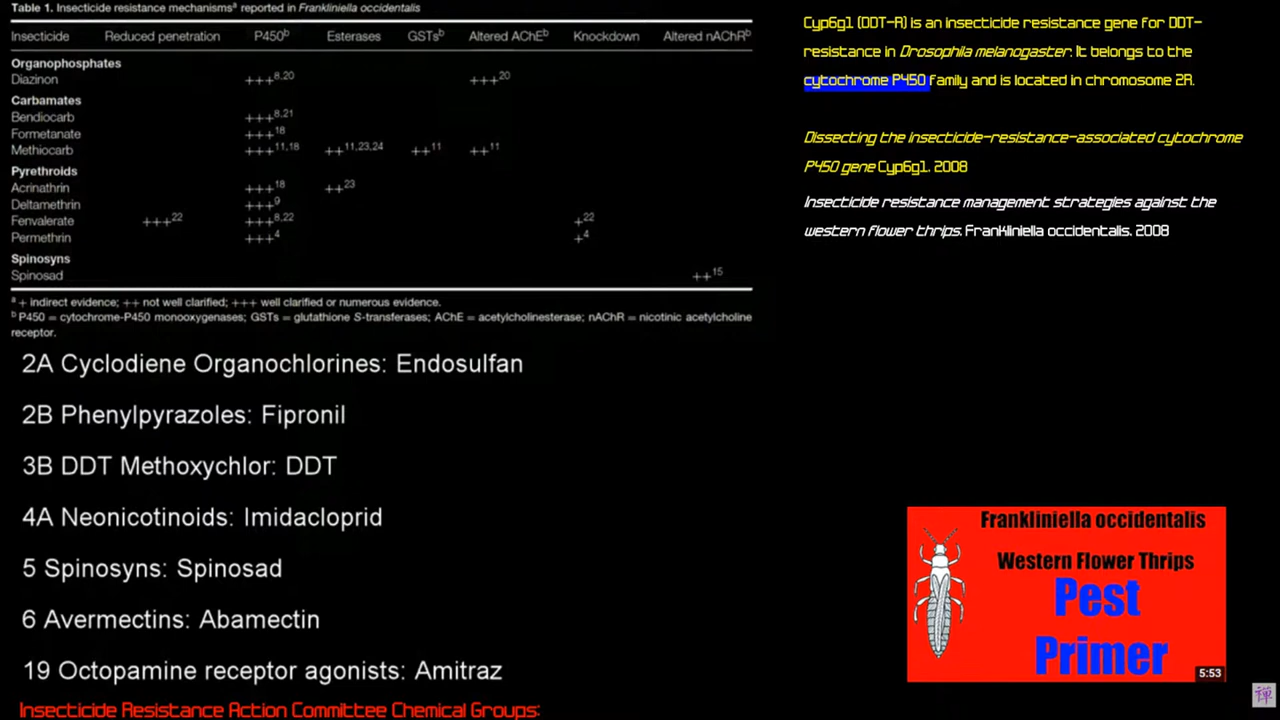 Table 1. Insecticide resistance mechanismsᵃ reported in Frankliniella occidentalis
Insecticide Reduced penetration P450ᵇ Esterases GSTsᵇ Altered AChEᵇ Knockdown Altered nAChRᵇ
Organophosphates
Diazinon +++8,20 +++20
Carbamates
Bendiocarb +++8,21
Formetanate +++18
Methiocarb +++11,18 ++11,23,24 ++11 ++11
Pyrethroids
Acrinathrin +++18 ++23
Deltamethrin +++9
Fenvalerate +++22 +++8,22 +22
Permethrin +++4 +4
Spinosyns
Spinosad ++15
ᵃ + indirect evidence; ++ not well clarified; +++ well clarified or numerous evidence.
ᵇ P450 = cytochrome-P450 monooxygenases; GSTs = glutathione S-transferases; AChE = acetylcholinesterase; nAChR = nicotinic acetylcholine
receptor.
2A Cyclodiene Organochlorines: Endosulfan
2B Phenylpyrazoles: Fipronil
3B DDT Methoxychlor: DDT
4A Neonicotinoids: Imidacloprid
5 Spinosyns: Spinosad
6 Avermectins: Abamectin
19 Octopamine receptor agonists: Amitraz
Insecticide Resistance Action Committee Chemical Groups:
Cyp6g1 (DDT-R) is an insecticide resistance gene for DDT-
resistance in Drosophila melanogaster. It belongs to the
cytochrome P450 family and is located in chromosome 2R.
Dissecting the insecticide-resistance-associated cytochrome
P450 gene Cyp6g1. 2008
Insecticide resistance management strategies against the
western flower thrips. Frankliniella occidentalis. 2008
Frankliniella occidentalis
Western Flower Thrips
Pest
Primer
5:53
禅